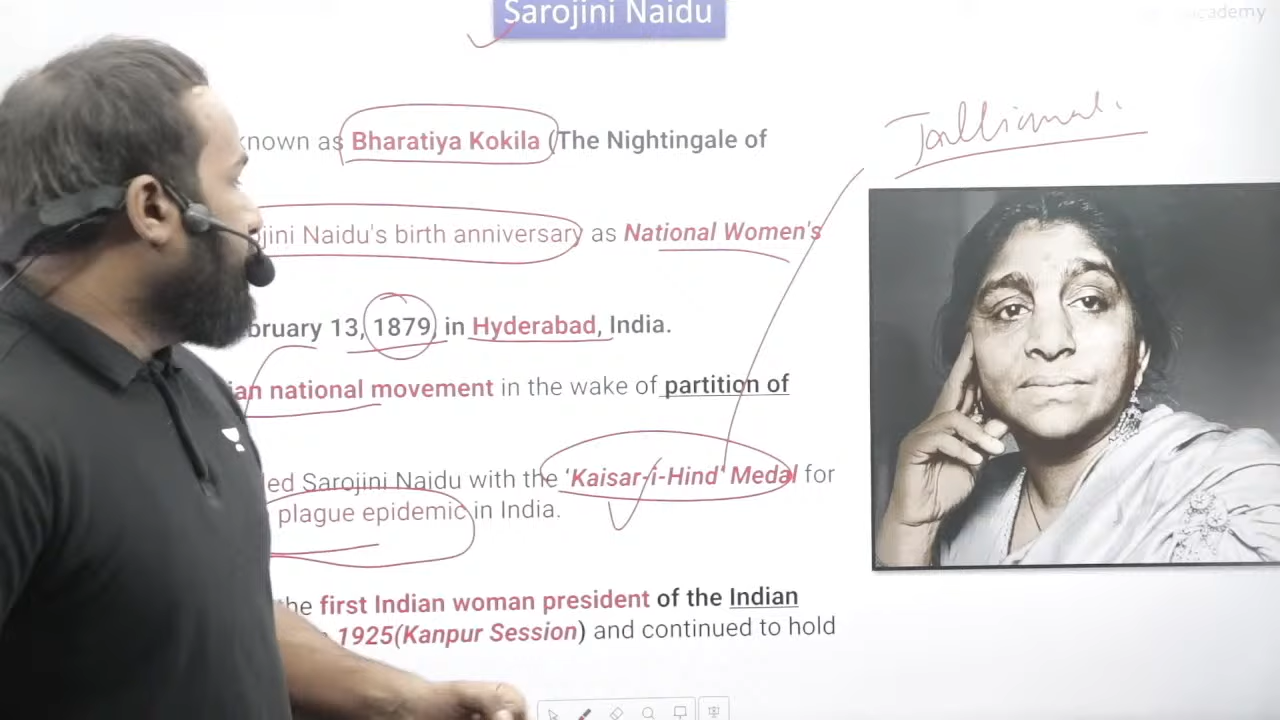 Sarojini Naidu
academy
known as Bharatiya Kokila (The Nightingale of
jini Naidu's birth anniversary as National Women's
bruary 13, 1879 in Hyderabad, India.
an national movement in the wake of partition of
ed Sarojini Naidu with the 'Kaisar-i-Hind' Medal for
plague epidemic in India.
the first Indian woman president of the Indian
1925(Kanpur Session) and continued to hold